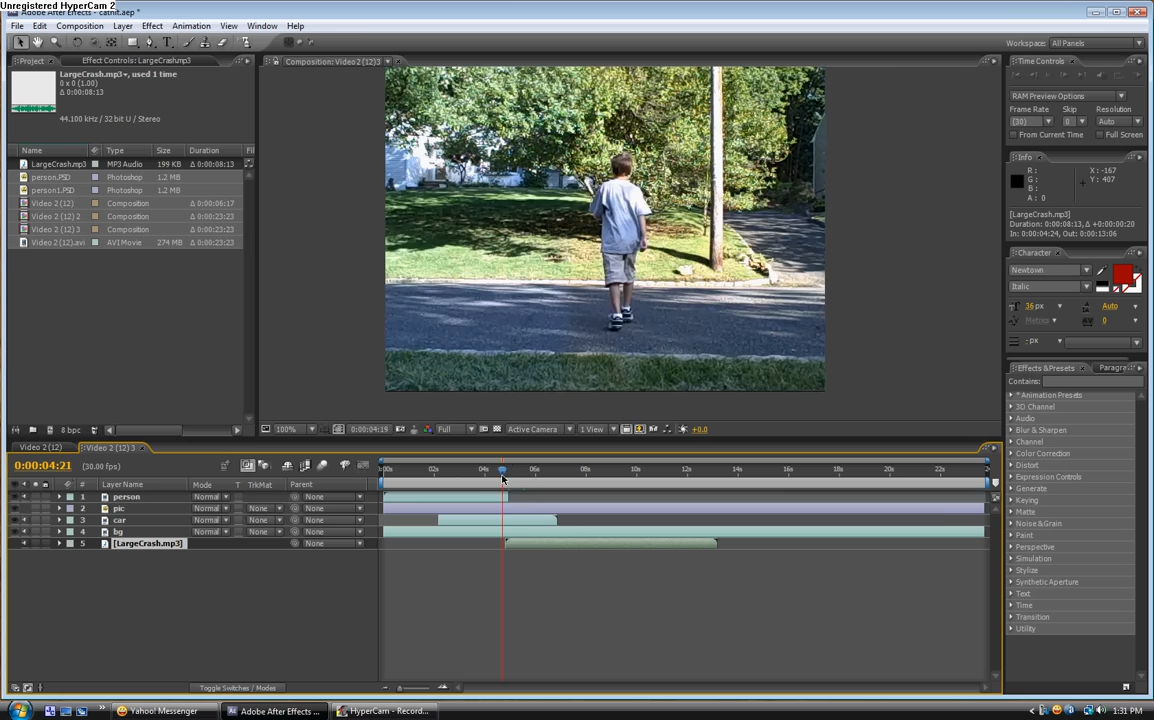 Unregistered HyperCam 2
Adobe After Effects - cathit.aep *
File Edit Composition Layer Effect Animation View Window Help
Workspace: All Panels
Project Effect Controls: LargeCrash.mp3
Composition: Video 2 (12) 3
Time Controls
LargeCrash.mp3, used 1 time
0 x 0 (1.00)
Δ 0:00:08:13
44.100 kHz / 32 bit U / Stereo
RAM Preview Options
Frame Rate Skip Resolution
(30) 0 Auto
From Current Time Full Screen
Name Type Size Duration Fil
LargeCrash.mp3 MP3 Audio 199 KB Δ 0:00:08:13
person.PSD Photoshop 1.2 MB
person1.PSD Photoshop 1.2 MB
Video 2 (12) Composition Δ 0:00:06:17
Video 2 (12) 2 Composition Δ 0:00:23:23
Video 2 (12) 3 Composition Δ 0:00:23:23
Video 2 (12).avi AVI Movie 274 MB Δ 0:00:23:23
Info
R :
G :
B :
A : 0
X : -167
Y : 407
[LargeCrash.mp3]
Duration: 0:00:08:13, Δ +0:00:00:20
In: 0:00:04:24, Out: 0:00:13:06
Character
Newtown
Italic
36 px Auto
Metrics 0
- px
Effects & Presets Paragra
Contains:
* Animation Presets
3D Channel
Audio
Blur & Sharpen
Channel
Color Correction
Distort
Expression Controls
Generate
Keying
Matte
Noise & Grain
Paint
Perspective
Simulation
Stylize
Synthetic Aperture
Text
Time
Transition
Utility
8 bpc
100% 0:00:04:19 Full Active Camera 1 View +0.0
Video 2 (12) Video 2 (12) 3
0:00:04:21 (30.00 fps)
:00s 02s 04s 06s 08s 10s 12s 14s 16s 18s 20s 22s
# Layer Name Mode T TrkMat Parent
1 person Normal None
2 pic Normal None None
3 car Normal None None
4 bg Normal None None
5 [LargeCrash.mp3] None
Toggle Switches / Modes
Yahoo! Messenger Adobe After Effects ... HyperCam - Record... 1:31 PM